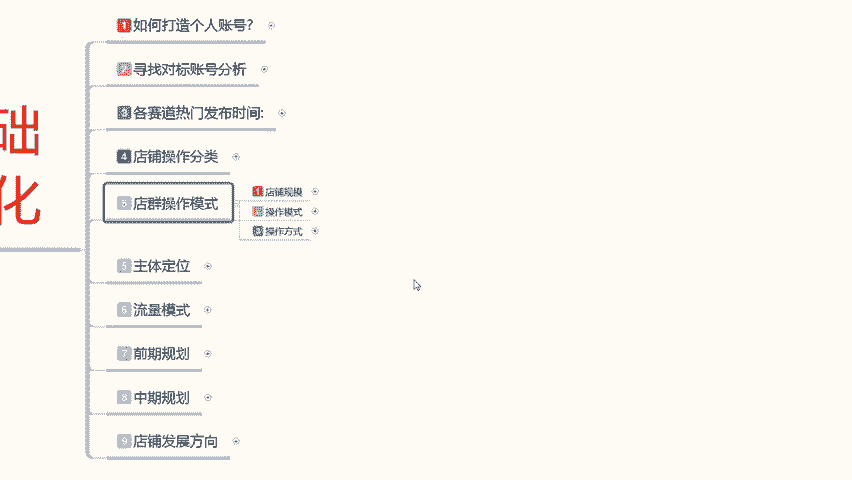 础
化
1 如何打造个人账号?
2 寻找对标账号分析
3 各赛道热门发布时间:
4 店铺操作分类
5 店群操作模式
1 店铺规模
2 操作模式
3 操作方式
5 主体定位
6 流量模式
7 前期规划
8 中期规划
9 店铺发展方向